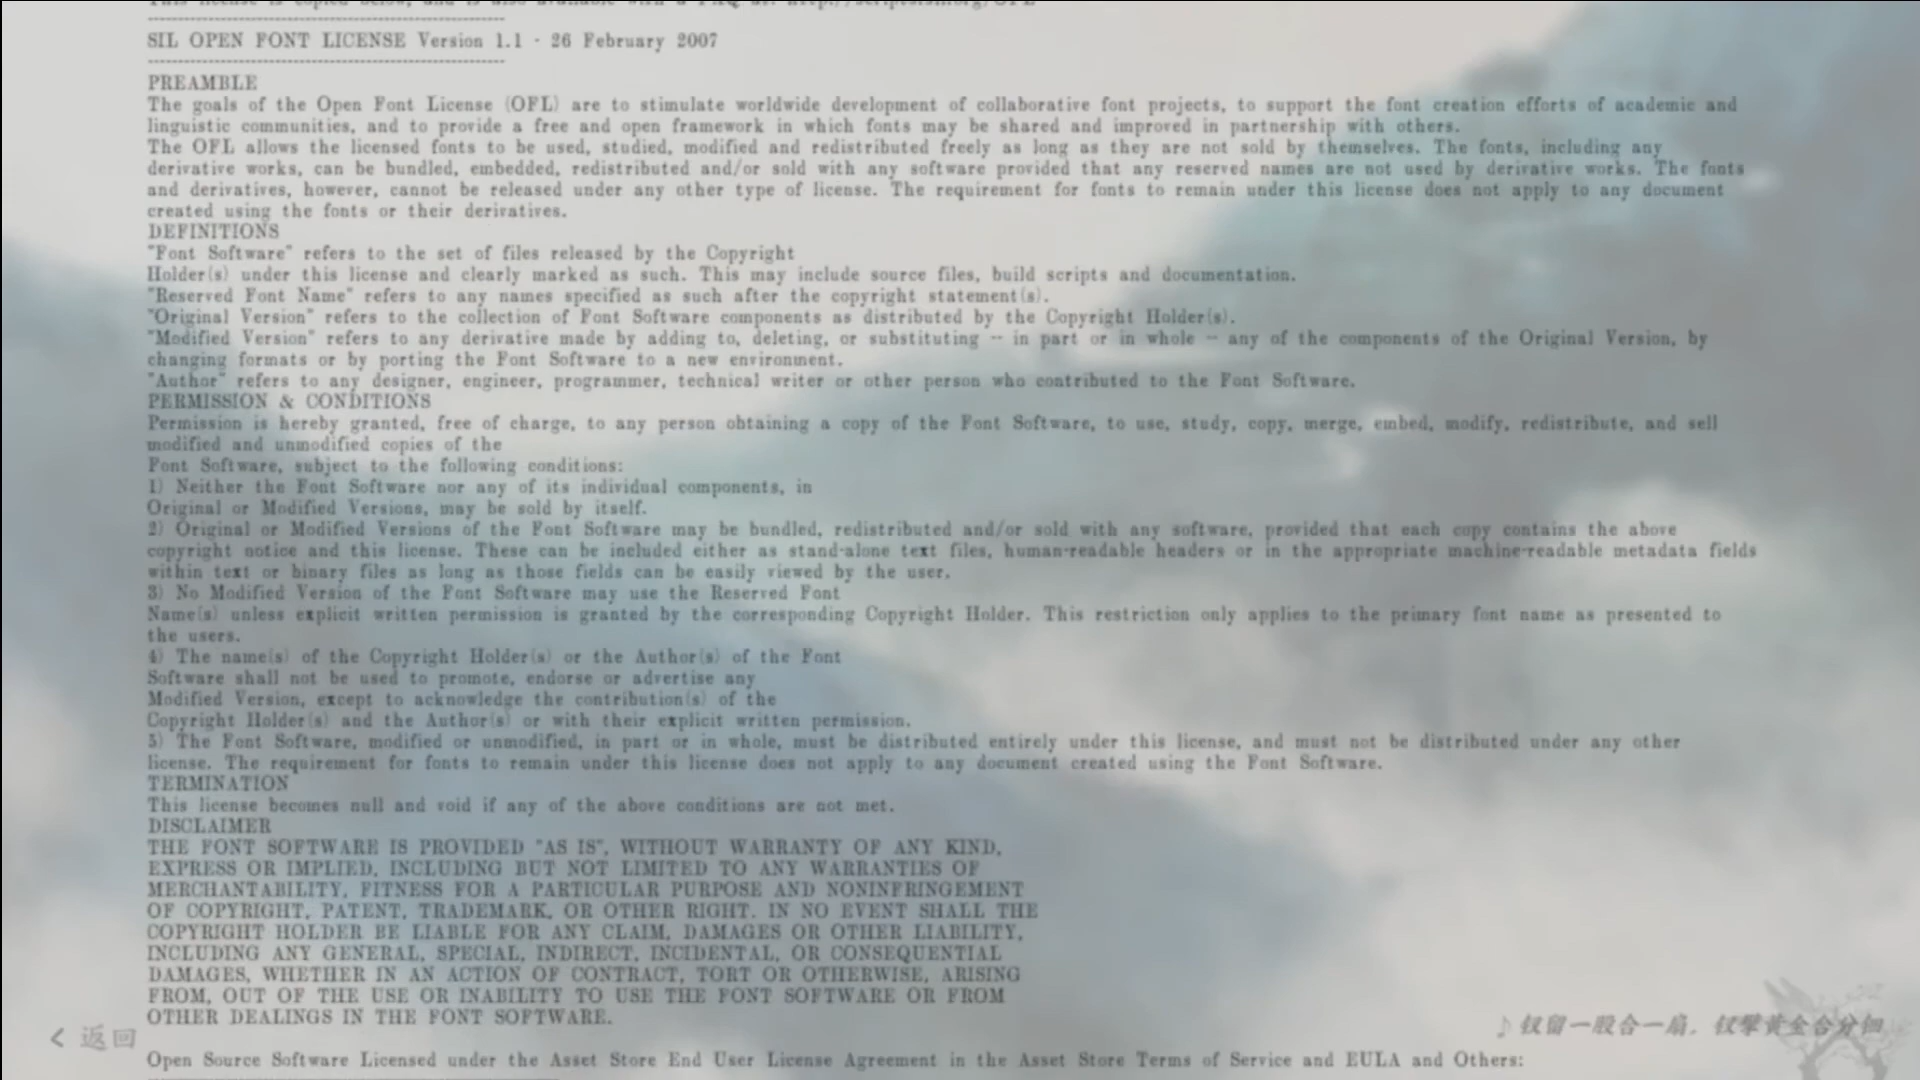 This license is copied below, and is also available with a FAQ at: http://scripts.sil.org/OFL
-----------------------------------------------------------
SIL OPEN FONT LICENSE Version 1.1 - 26 February 2007
-----------------------------------------------------------
PREAMBLE
The goals of the Open Font License (OFL) are to stimulate worldwide development of collaborative font projects, to support the font creation efforts of academic and
linguistic communities, and to provide a free and open framework in which fonts may be shared and improved in partnership with others.
The OFL allows the licensed fonts to be used, studied, modified and redistributed freely as long as they are not sold by themselves. The fonts, including any
derivative works, can be bundled, embedded, redistributed and/or sold with any software provided that any reserved names are not used by derivative works. The fonts
and derivatives, however, cannot be released under any other type of license. The requirement for fonts to remain under this license does not apply to any document
created using the fonts or their derivatives.
DEFINITIONS
"Font Software" refers to the set of files released by the Copyright
Holder(s) under this license and clearly marked as such. This may include source files, build scripts and documentation.
"Reserved Font Name" refers to any names specified as such after the copyright statement(s).
"Original Version" refers to the collection of Font Software components as distributed by the Copyright Holder(s).
"Modified Version" refers to any derivative made by adding to, deleting, or substituting -- in part or in whole -- any of the components of the Original Version, by
changing formats or by porting the Font Software to a new environment.
"Author" refers to any designer, engineer, programmer, technical writer or other person who contributed to the Font Software.
PERMISSION & CONDITIONS
Permission is hereby granted, free of charge, to any person obtaining a copy of the Font Software, to use, study, copy, merge, embed, modify, redistribute, and sell
modified and unmodified copies of the
Font Software, subject to the following conditions:
1) Neither the Font Software nor any of its individual components, in
Original or Modified Versions, may be sold by itself.
2) Original or Modified Versions of the Font Software may be bundled, redistributed and/or sold with any software, provided that each copy contains the above
copyright notice and this license. These can be included either as stand-alone text files, human-readable headers or in the appropriate machine-readable metadata fields
within text or binary files as long as those fields can be easily viewed by the user.
3) No Modified Version of the Font Software may use the Reserved Font
Name(s) unless explicit written permission is granted by the corresponding Copyright Holder. This restriction only applies to the primary font name as presented to
the users.
4) The name(s) of the Copyright Holder(s) or the Author(s) of the Font
Software shall not be used to promote, endorse or advertise any
Modified Version, except to acknowledge the contribution(s) of the
Copyright Holder(s) and the Author(s) or with their explicit written permission.
5) The Font Software, modified or unmodified, in part or in whole, must be distributed entirely under this license, and must not be distributed under any other
license. The requirement for fonts to remain under this license does not apply to any document created using the Font Software.
TERMINATION
This license becomes null and void if any of the above conditions are not met.
DISCLAIMER
THE FONT SOFTWARE IS PROVIDED "AS IS", WITHOUT WARRANTY OF ANY KIND,
EXPRESS OR IMPLIED, INCLUDING BUT NOT LIMITED TO ANY WARRANTIES OF
MERCHANTABILITY, FITNESS FOR A PARTICULAR PURPOSE AND NONINFRINGEMENT
OF COPYRIGHT, PATENT, TRADEMARK, OR OTHER RIGHT. IN NO EVENT SHALL THE
COPYRIGHT HOLDER BE LIABLE FOR ANY CLAIM, DAMAGES OR OTHER LIABILITY,
INCLUDING ANY GENERAL, SPECIAL, INDIRECT, INCIDENTAL, OR CONSEQUENTIAL
DAMAGES, WHETHER IN AN ACTION OF CONTRACT, TORT OR OTHERWISE, ARISING
FROM, OUT OF THE USE OR INABILITY TO USE THE FONT SOFTWARE OR FROM
OTHER DEALINGS IN THE FONT SOFTWARE.
< 返回
♪ 钗留一股合一扇，钗擘黄金合分钿
Open Source Software Licensed under the Asset Store End User License Agreement in the Asset Store Terms of Service and EULA and Others: